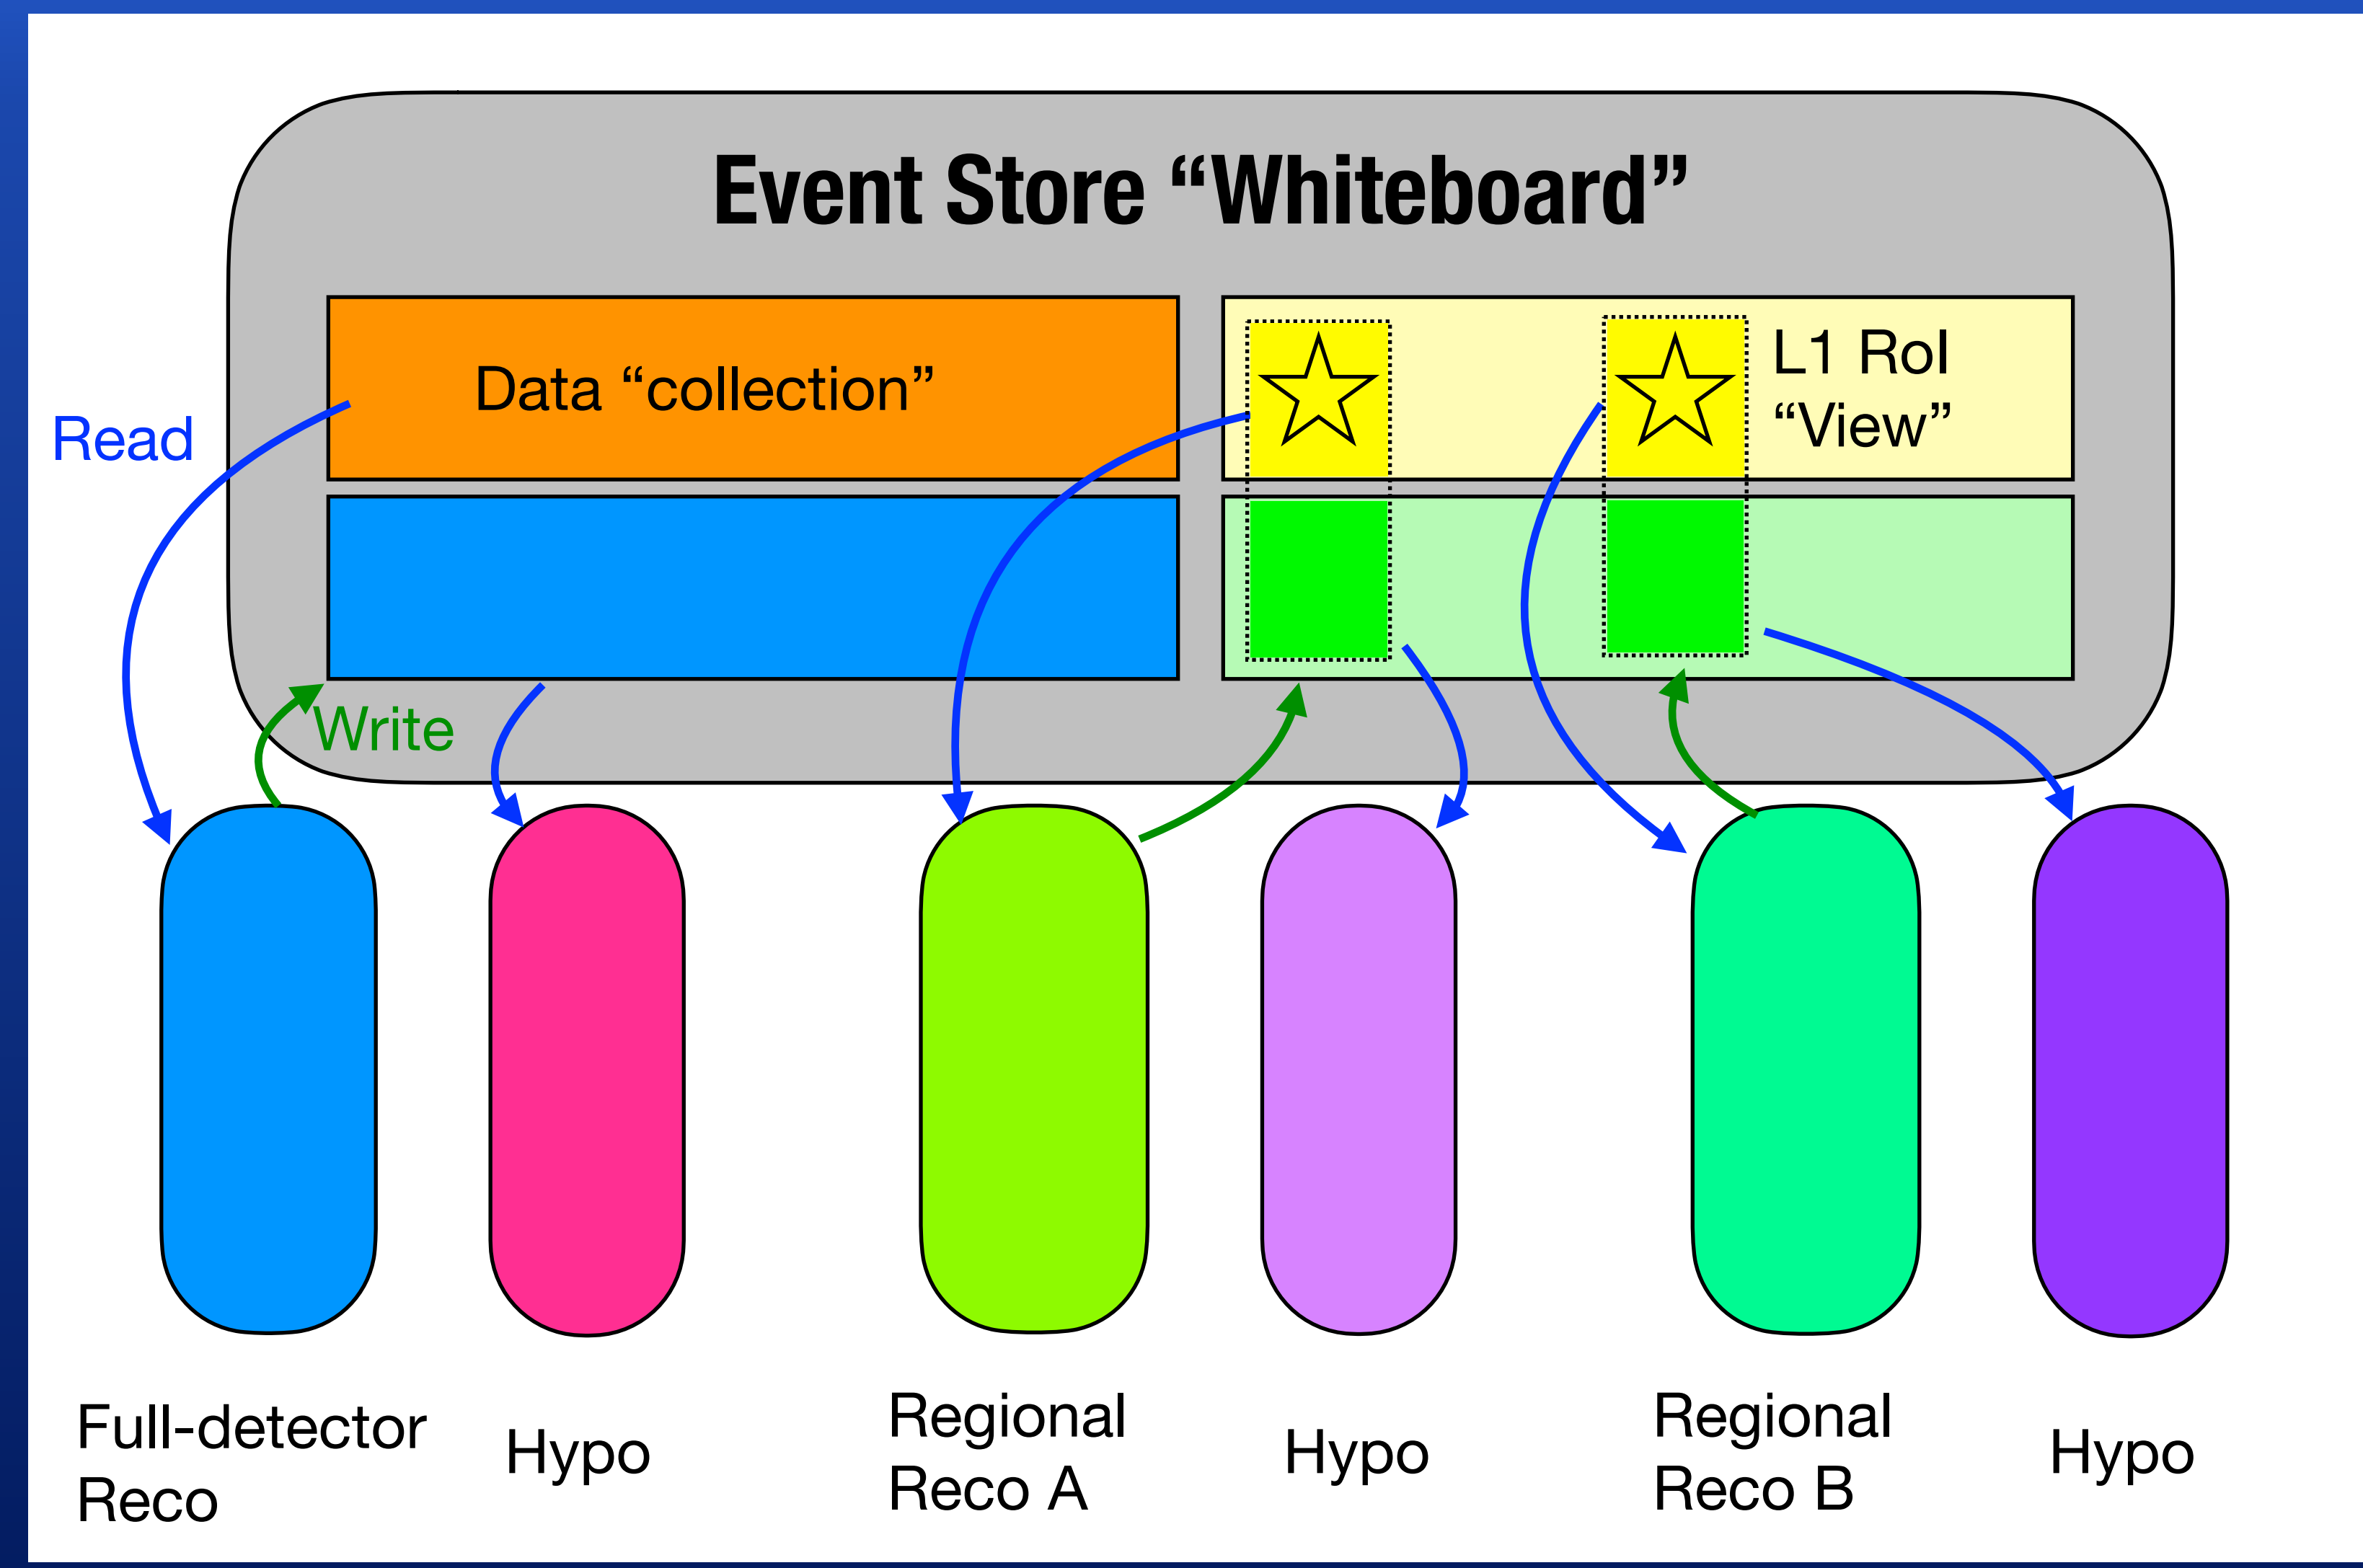 Event Store “Whiteboard”
Data “collection”
L1 RoI
“View”
Read
Write
Full-detector
Reco
Hypo
Regional
Reco A
Hypo
Regional
Reco B
Hypo